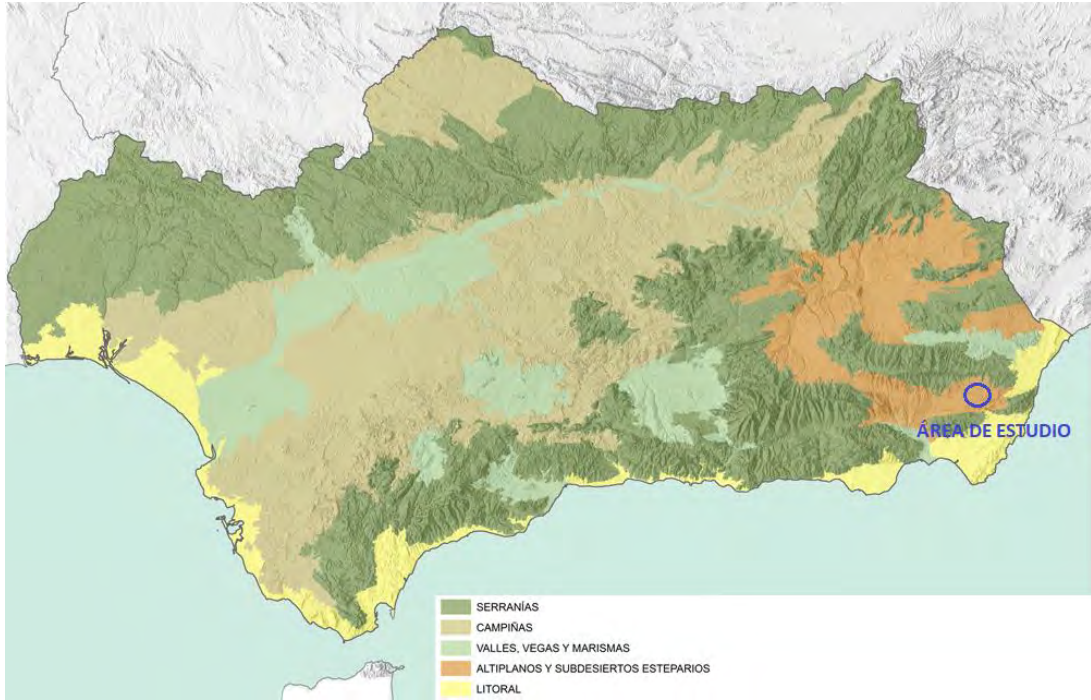 ÁREA DE ESTUDIO
SERRANÍAS
CAMPIÑAS
VALLES, VEGAS Y MARISMAS
ALTIPLANOS Y SUBDESIERTOS ESTEPARIOS
LITORAL